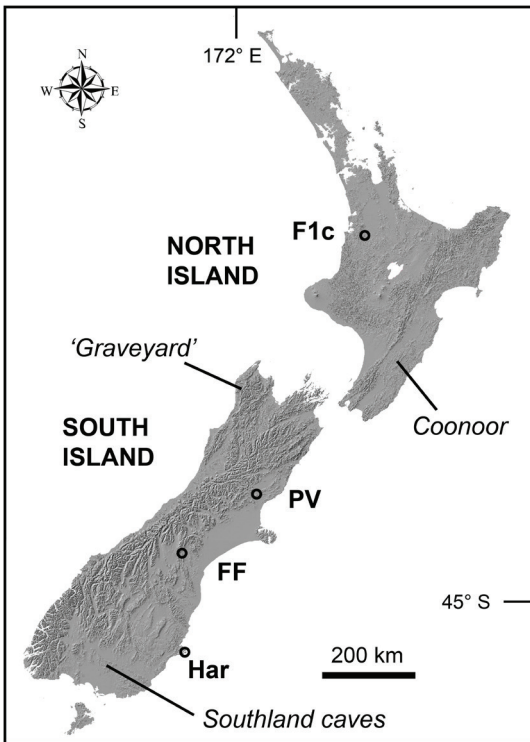 172° E
N
W E
S
F1c
NORTH
ISLAND
‘Graveyard’
Coonoor
SOUTH
ISLAND
PV
FF
45° S
Har
200 km
Southland caves